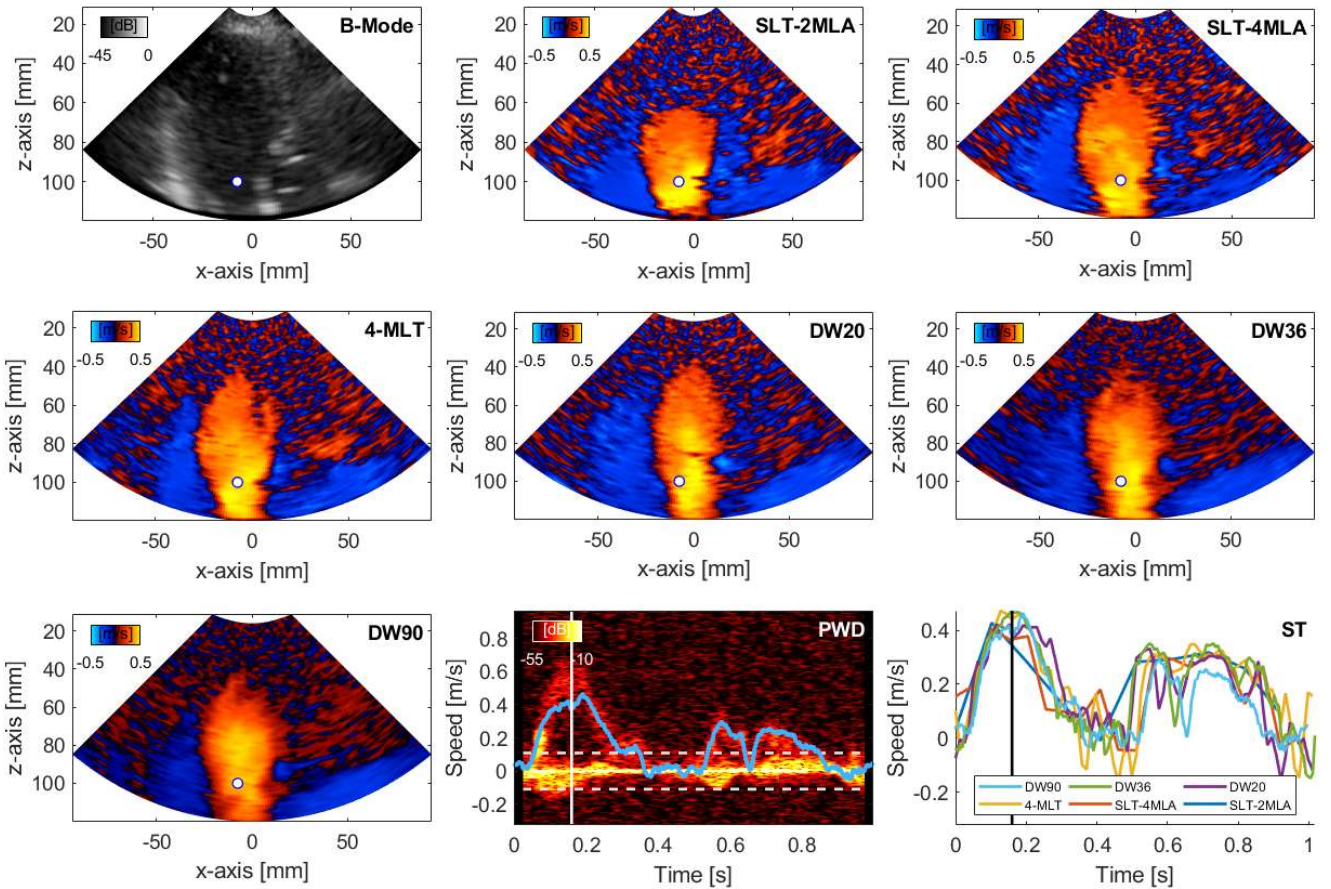 [dB]
-45 0
B-Mode
20
40
60
80
100
z-axis [mm]
-50 0 50
x-axis [mm]
[m/s]
-0.5 0.5
SLT-2MLA
20
40
60
80
100
z-axis [mm]
-50 0 50
x-axis [mm]
[m/s]
-0.5 0.5
SLT-4MLA
20
40
60
80
100
z-axis [mm]
-50 0 50
x-axis [mm]
[m/s]
-0.5 0.5
4-MLT
20
40
60
80
100
z-axis [mm]
-50 0 50
x-axis [mm]
[m/s]
-0.5 0.5
DW20
20
40
60
80
100
z-axis [mm]
-50 0 50
x-axis [mm]
[m/s]
-0.5 0.5
DW36
20
40
60
80
100
z-axis [mm]
-50 0 50
x-axis [mm]
[m/s]
-0.5 0.5
DW90
20
40
60
80
100
z-axis [mm]
-50 0 50
x-axis [mm]
[dB]
-55 -10
PWD
0.8
0.6
0.4
0.2
0
-0.2
Speed [m/s]
0 0.2 0.4 0.6 0.8
Time [s]
ST
0.4
0.2
0
-0.2
Speed [m/s]
DW90 DW36 DW20
4-MLT SLT-4MLA SLT-2MLA
0 0.2 0.4 0.6 0.8 1
Time [s]